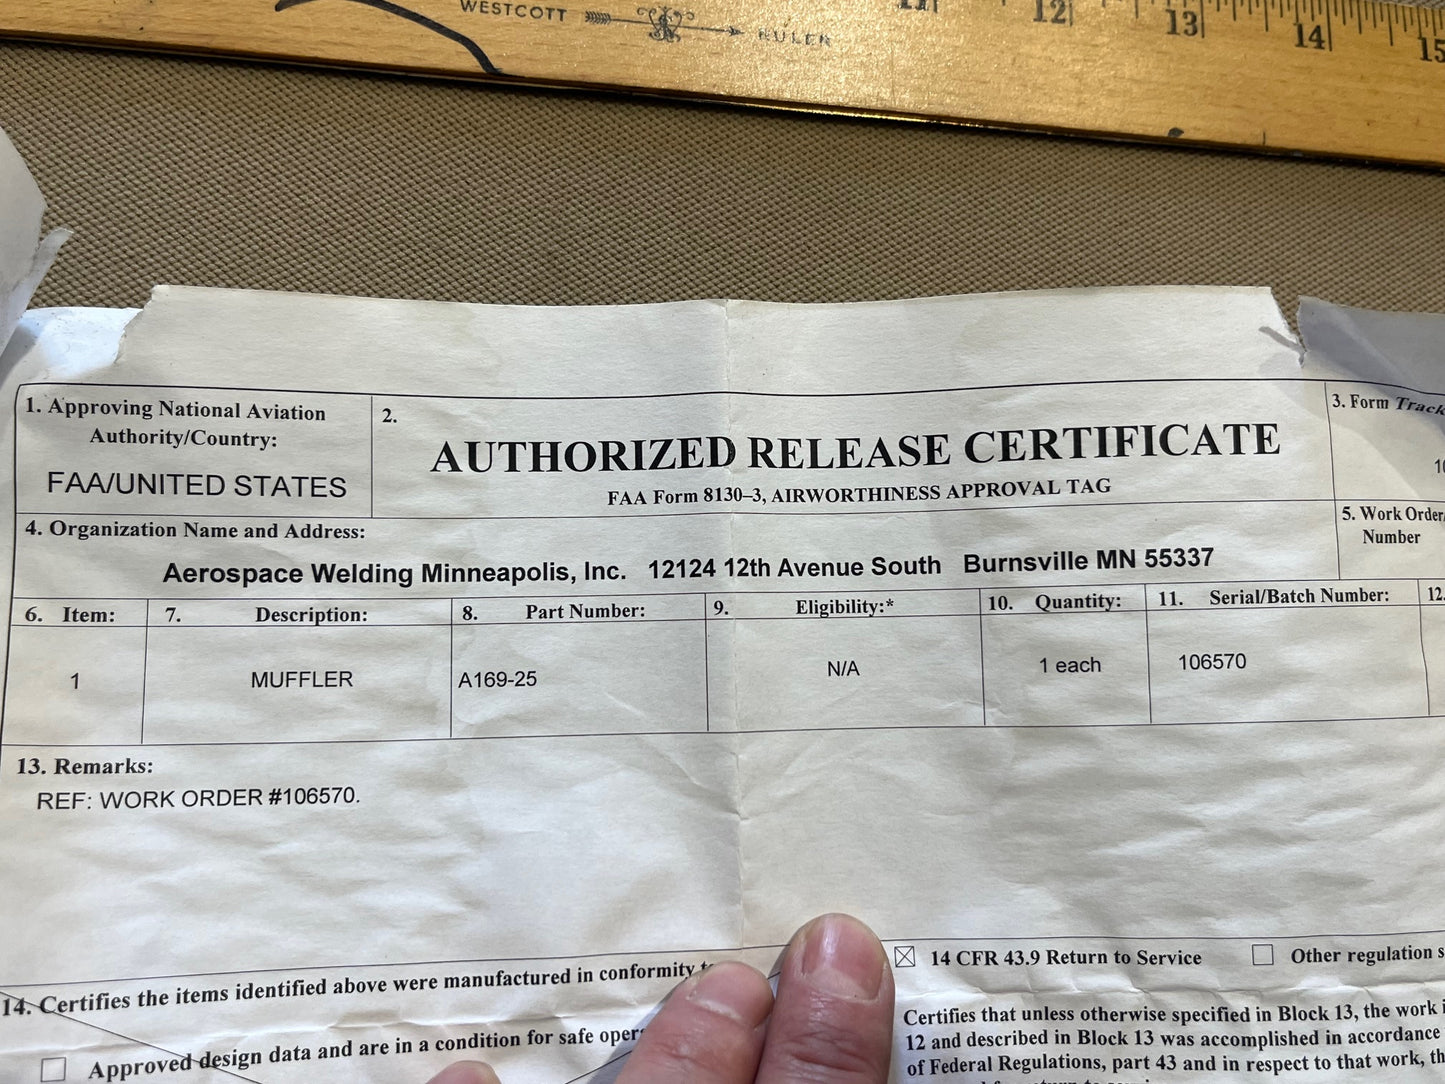 WESTCOTT RULER
11 12 13 14 15
1. Approving National Aviation
Authority/Country:
FAA/UNITED STATES
2.
AUTHORIZED RELEASE CERTIFICATE
FAA Form 8130–3, AIRWORTHINESS APPROVAL TAG
3. Form Track
10
4. Organization Name and Address:
Aerospace Welding Minneapolis, Inc. 12124 12th Avenue South Burnsville MN 55337
5. Work Order/
Number
6. Item: 7. Description: 8. Part Number: 9. Eligibility:* 10. Quantity: 11. Serial/Batch Number: 12.
1 MUFFLER A169-25 N/A 1 each 106570
13. Remarks:
REF: WORK ORDER #106570.
14. Certifies the items identified above were manufactured in conformity
Approved design data and are in a condition for safe oper
14 CFR 43.9 Return to Service Other regulation s
Certifies that unless otherwise specified in Block 13, the work i
12 and described in Block 13 was accomplished in accordance
of Federal Regulations, part 43 and in respect to that work, th